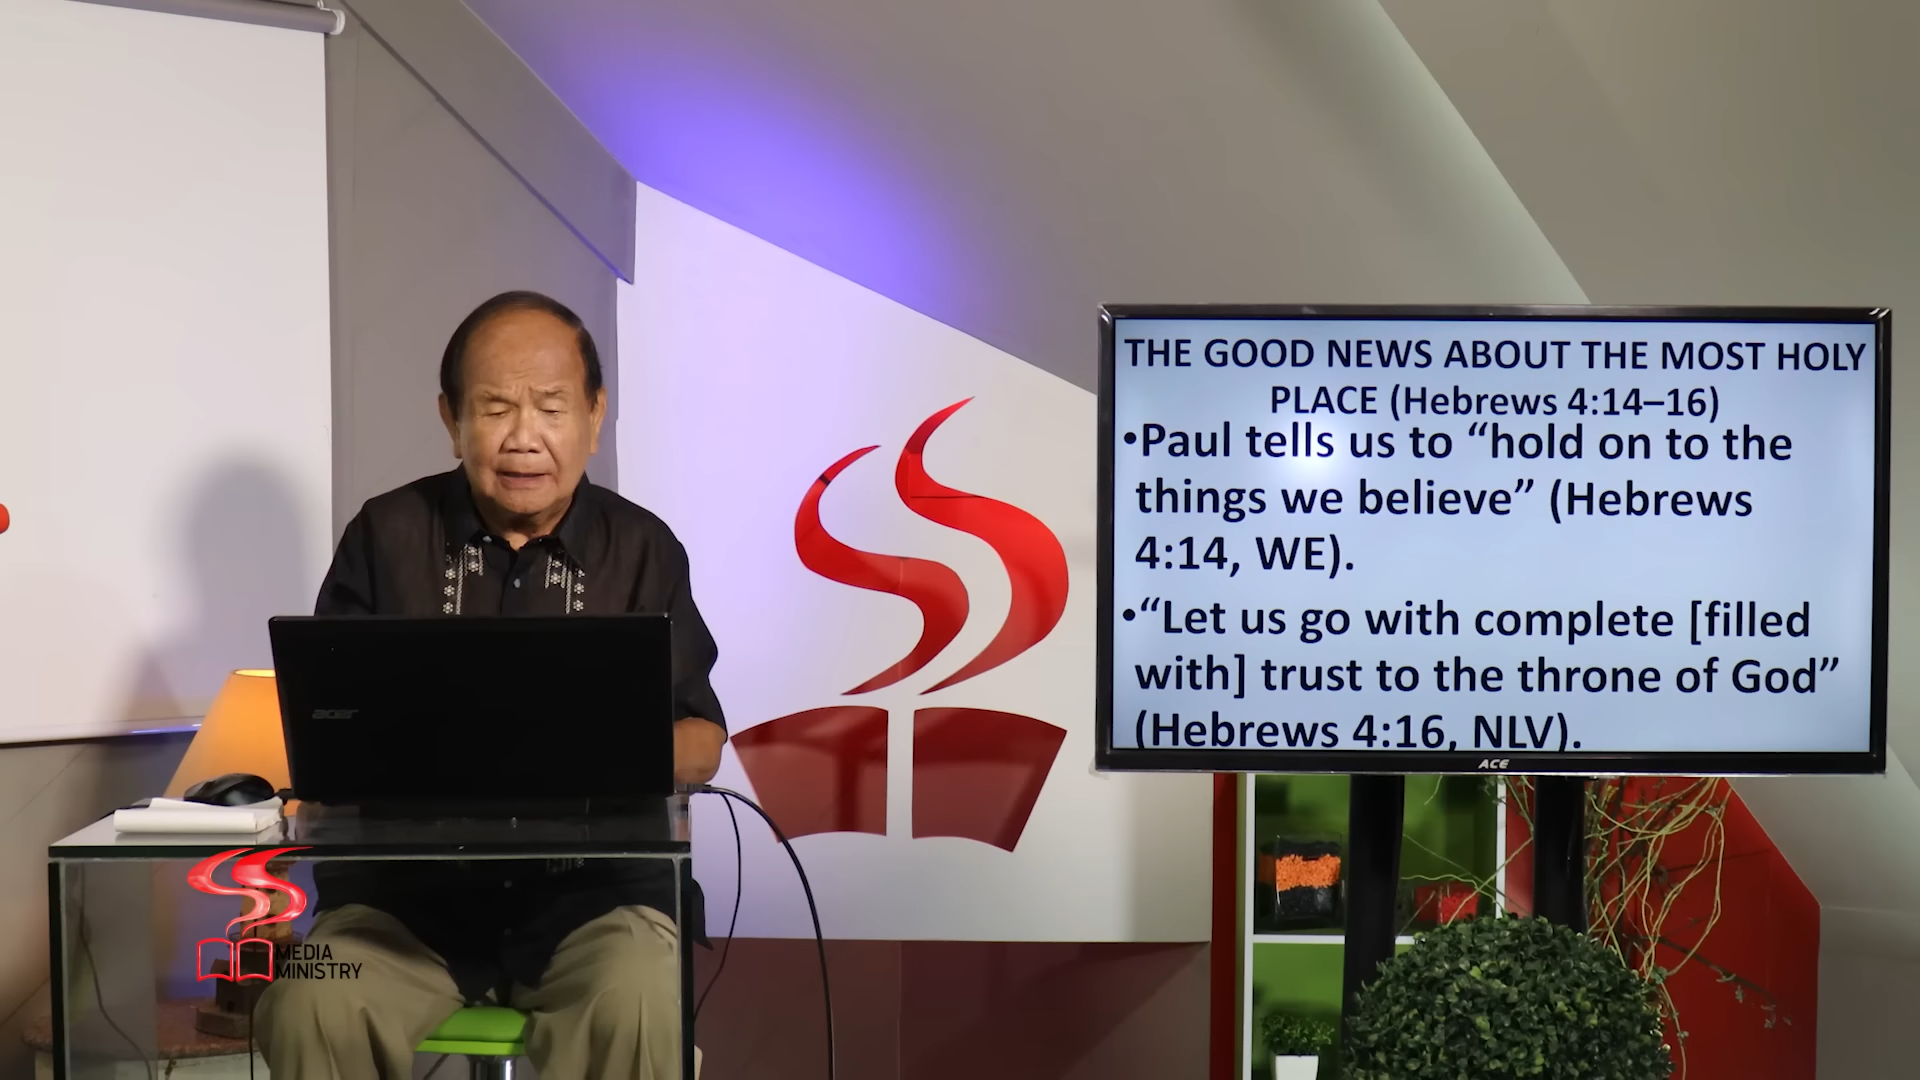 THE GOOD NEWS ABOUT THE MOST HOLY
PLACE (Hebrews 4:14–16)
•Paul tells us to “hold on to the
things we believe” (Hebrews
4:14, WE).
•“Let us go with complete [filled
with] trust to the throne of God”
(Hebrews 4:16, NLV).
ACE
acer
MEDIA
MINISTRY